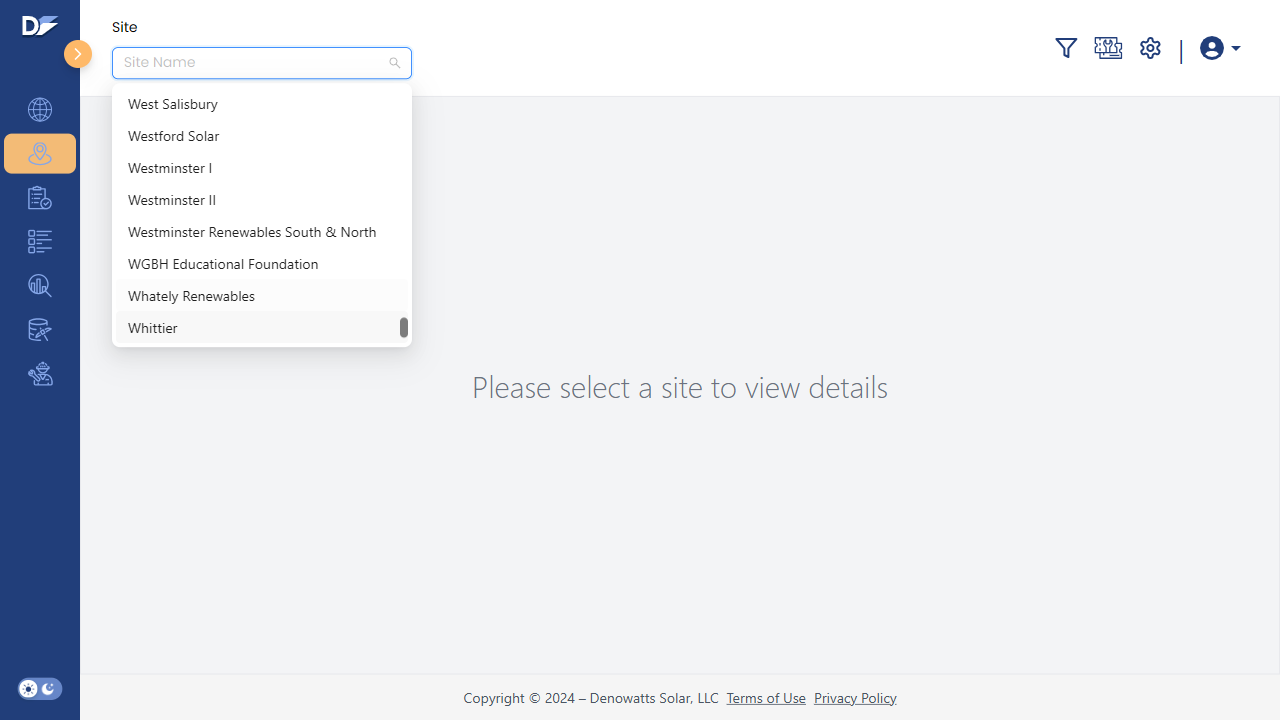 Site
Site Name
West Salisbury
Westford Solar
Westminster I
Westminster II
Westminster Renewables South & North
WGBH Educational Foundation
Whately Renewables
Whittier
Please select a site to view details
Copyright © 2024 – Denowatts Solar, LLC Terms of Use Privacy Policy